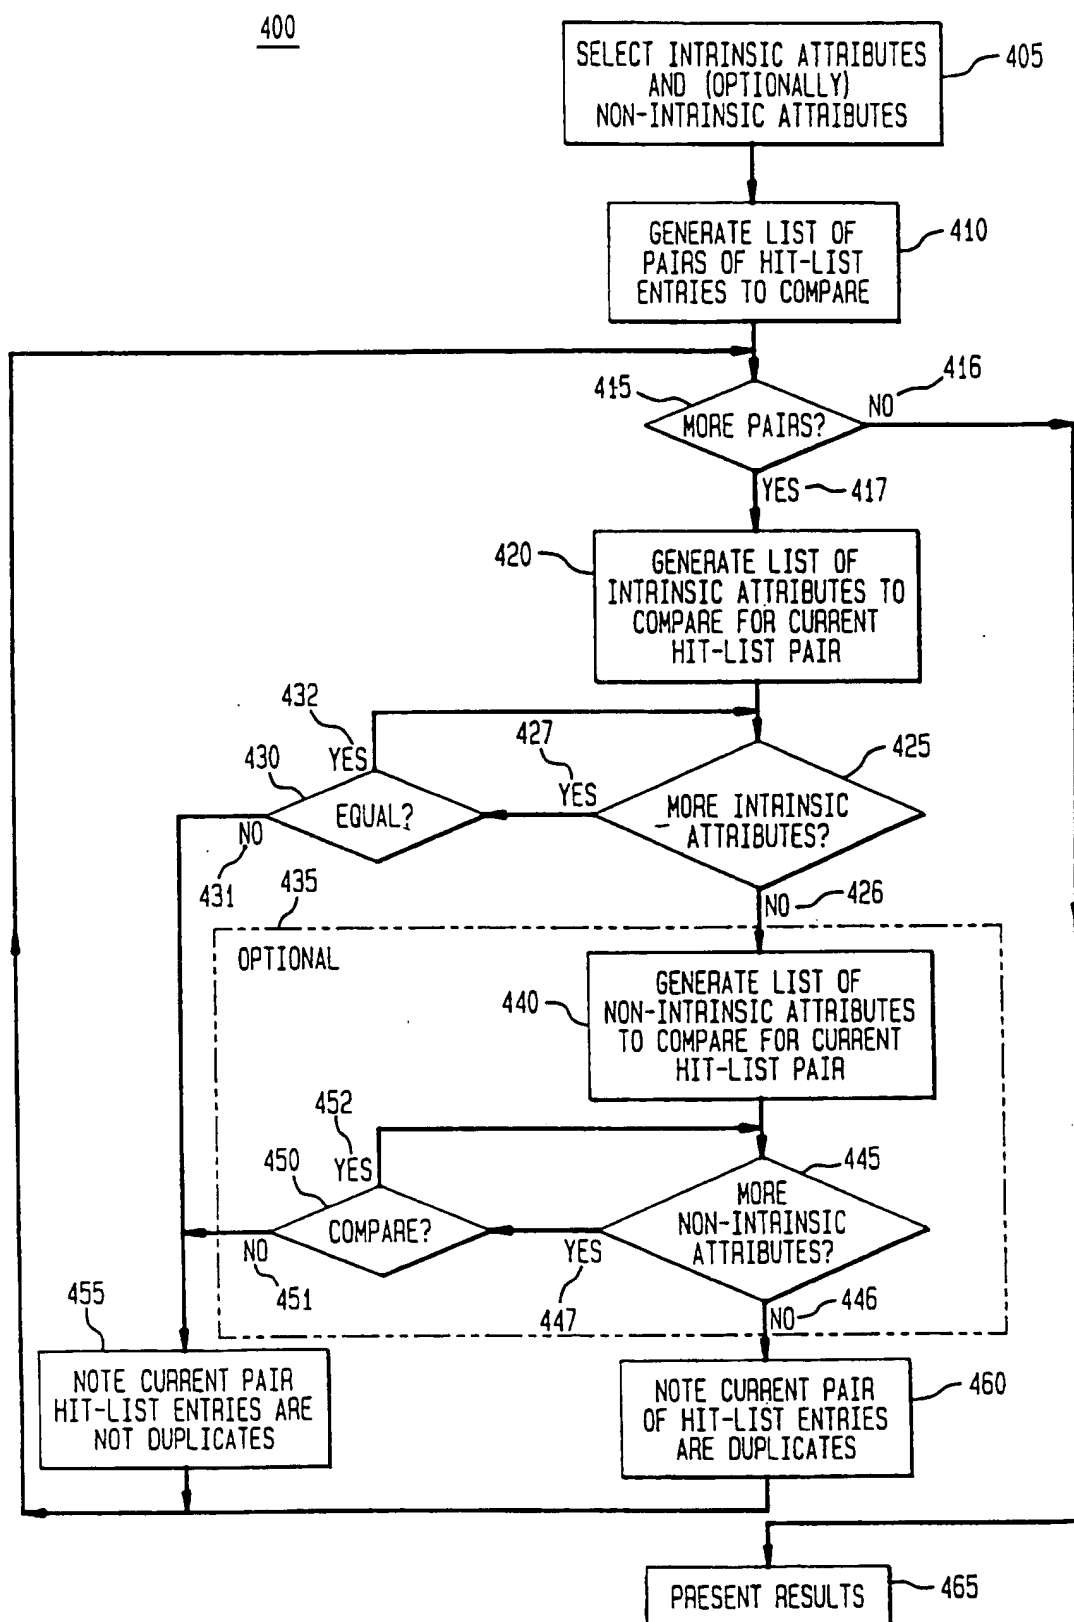 400
SELECT INTRINSIC ATTRIBUTES
AND (OPTIONALLY)
NON-INTRINSIC ATTRIBUTES
405
GENERATE LIST OF
PAIRS OF HIT-LIST
ENTRIES TO COMPARE
410
415
MORE PAIRS?
NO
416
YES
417
420
GENERATE LIST OF
INTRINSIC ATTRIBUTES TO
COMPARE FOR CURRENT
HIT-LIST PAIR
432
YES
427
YES
425
430
EQUAL?
MORE INTRINSIC
ATTRIBUTES?
NO
431
435
NO
426
OPTIONAL
440
GENERATE LIST OF
NON-INTRINSIC ATTRIBUTES
TO COMPARE FOR CURRENT
HIT-LIST PAIR
452
YES
450
445
COMPARE?
MORE
NON-INTRINSIC
ATTRIBUTES?
NO
451
YES
447
NO
446
455
NOTE CURRENT PAIR
HIT-LIST ENTRIES ARE
NOT DUPLICATES
NOTE CURRENT PAIR
OF HIT-LIST ENTRIES
ARE DUPLICATES
460
PRESENT RESULTS
465